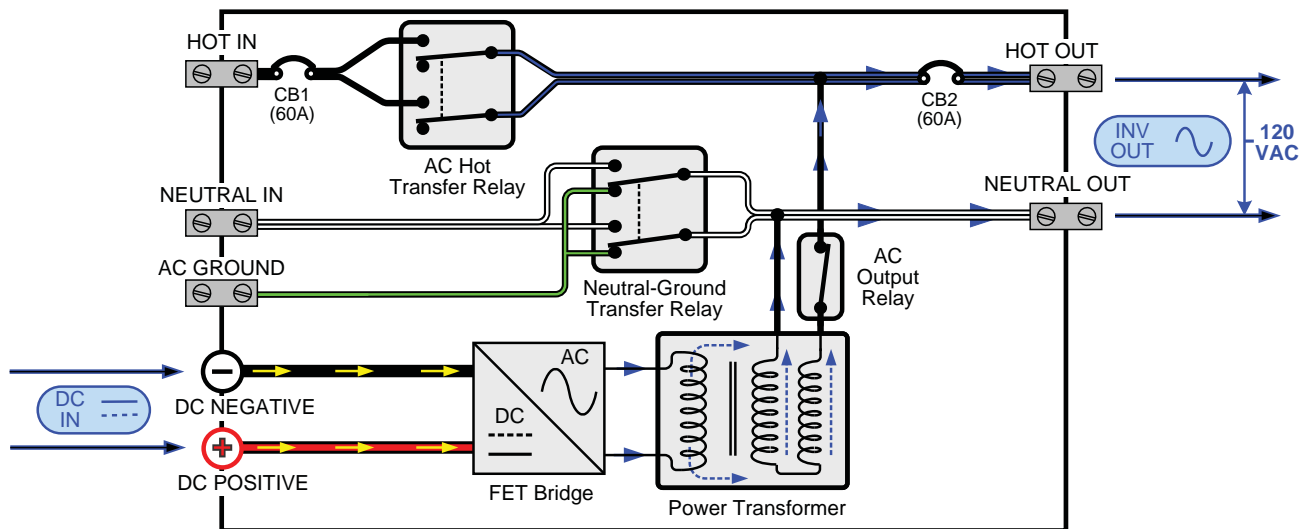 HOT IN
CB1
(60A)
AC Hot
Transfer Relay
HOT OUT
CB2
(60A)
INV
OUT
120
VAC
NEUTRAL IN
NEUTRAL OUT
AC GROUND
Neutral-Ground
Transfer Relay
AC
Output
Relay
DC
IN
DC NEGATIVE
DC POSITIVE
AC
DC
FET Bridge
Power Transformer